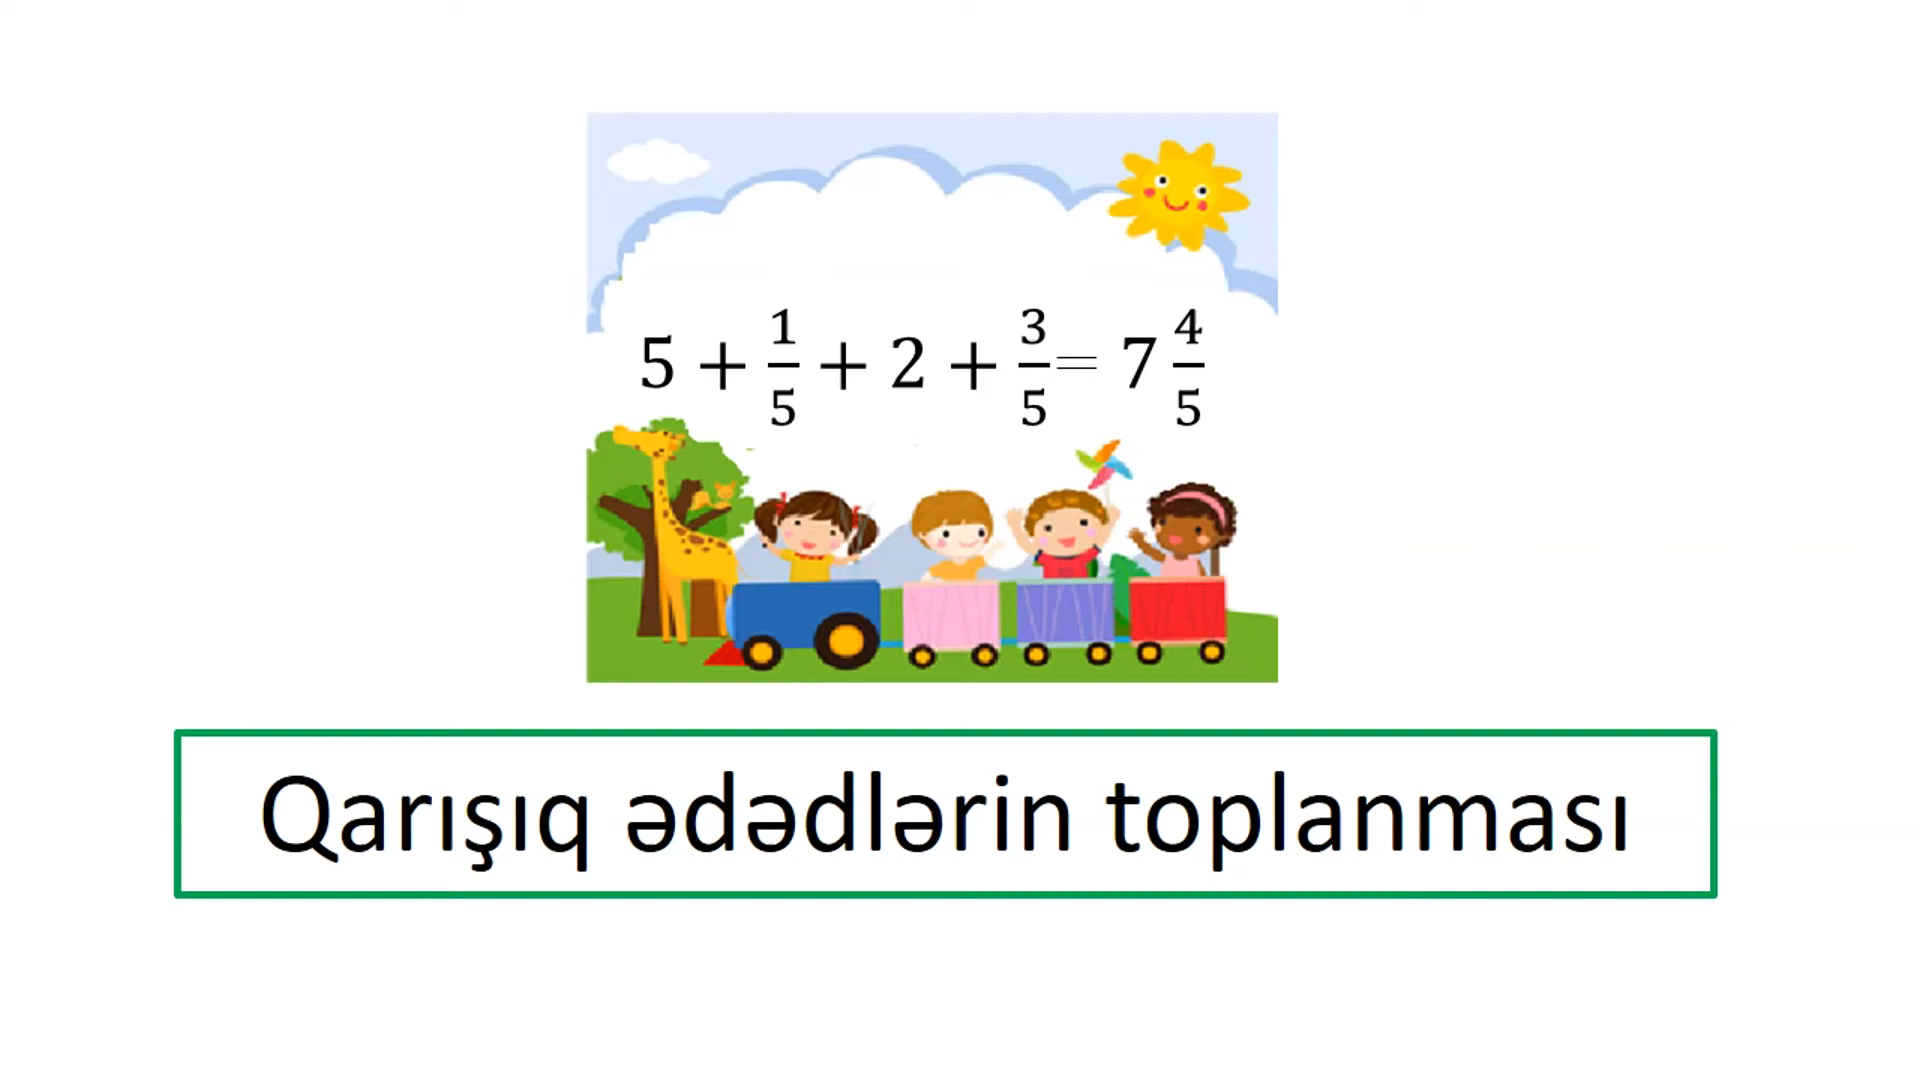 5 + 1/5 + 2 + 3/5 = 7 4/5
Qarışıq ədədlərin toplanması